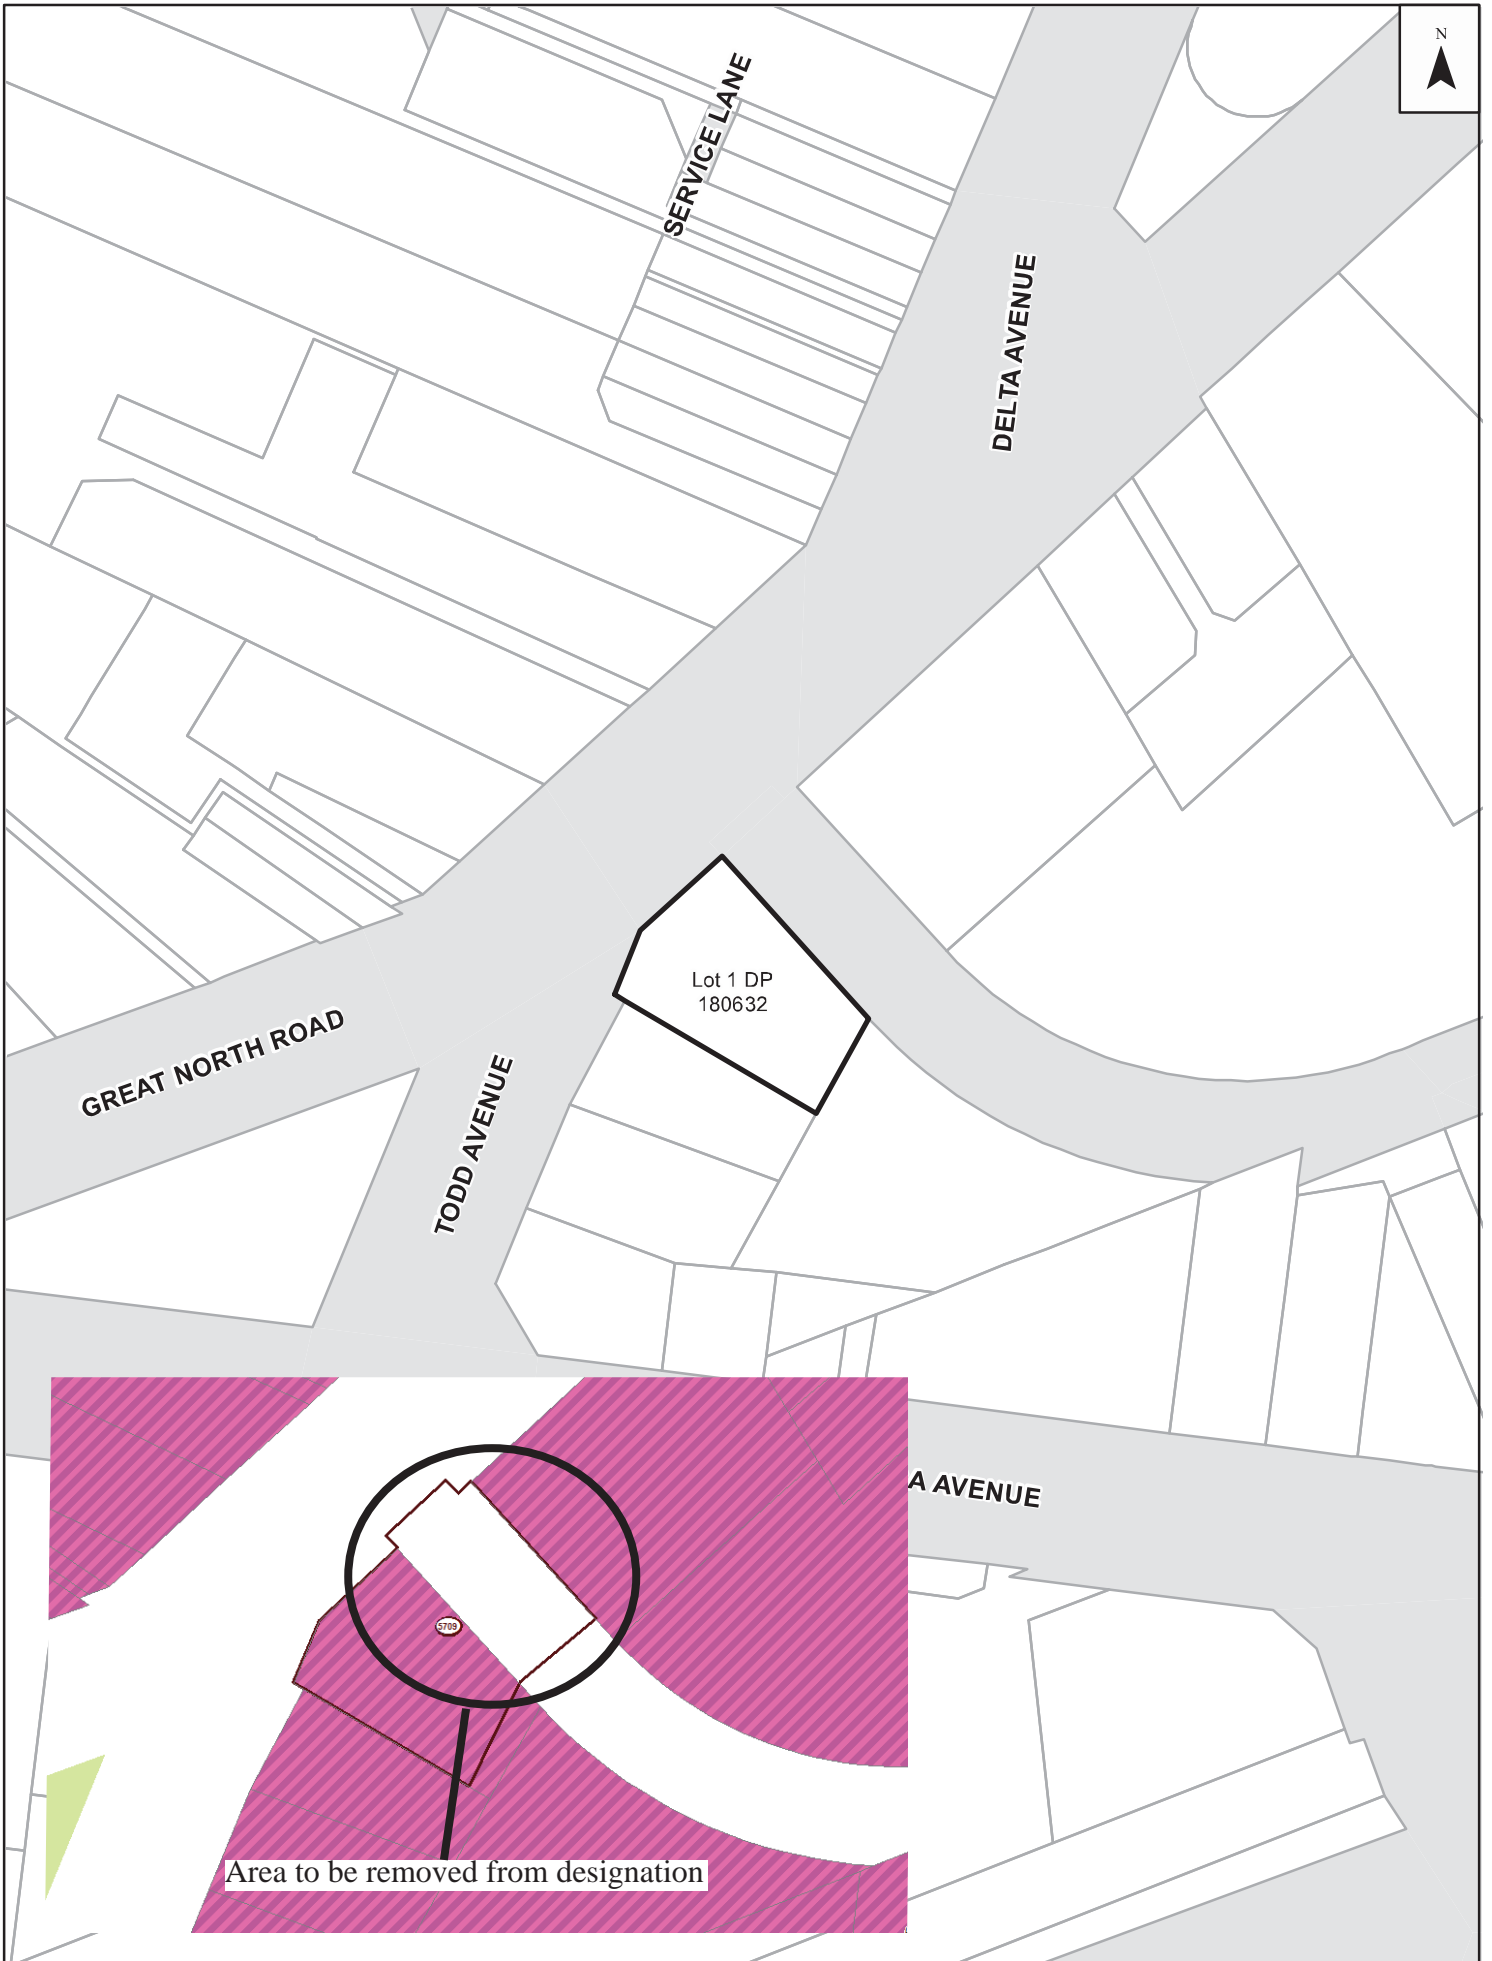 N
SERVICE LANE
DELTA AVENUE
Lot 1 DP
180632
GREAT NORTH ROAD
TODD AVENUE
A AVENUE
5709
Area to be removed from designation